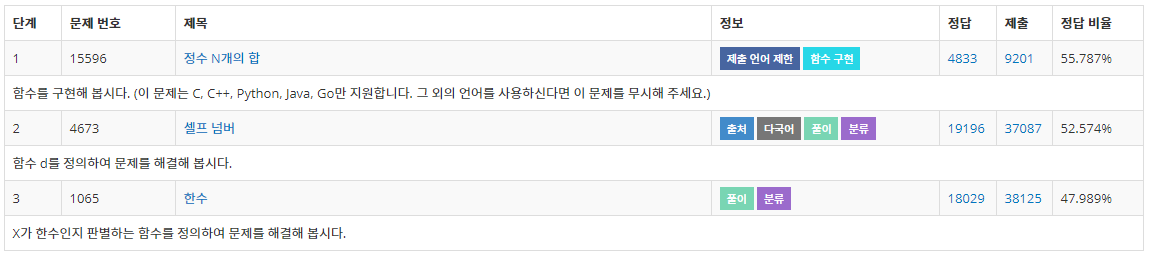 단계 문제 번호 제목 정보 정답 제출 정답 비율
1 15596 정수 N개의 합 제출 언어 제한 함수 구현 4833 9201 55.787%
함수를 구현해 봅시다. (이 문제는 C, C++, Python, Java, Go만 지원합니다. 그 외의 언어를 사용하신다면 이 문제를 무시해 주세요.)
2 4673 셀프 넘버 출처 다국어 풀이 분류 19196 37087 52.574%
함수 d를 정의하여 문제를 해결해 봅시다.
3 1065 한수 풀이 분류 18029 38125 47.989%
X가 한수인지 판별하는 함수를 정의하여 문제를 해결해 봅시다.